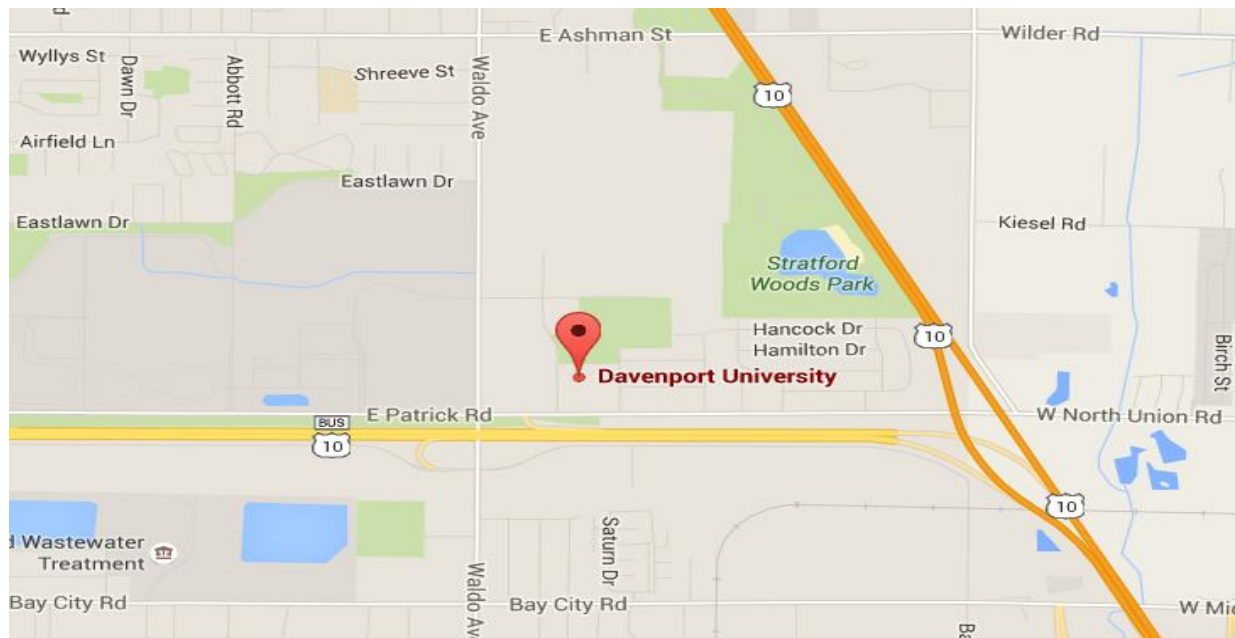 E Ashman St
Wilder Rd
Wyllys St
Dawn Dr
Abbott Rd
Shreeve St
Waldo Ave
10
Airfield Ln
Eastlawn Dr
Eastlawn Dr
Kiesel Rd
Stratford
Woods Park
Hancock Dr
Hamilton Dr
10
Birch St
Davenport University
E Patrick Rd
W North Union Rd
BUS
10
10
Saturn Dr
Wastewater
Treatment
Waldo Ave
Bay City Rd
Bay City Rd